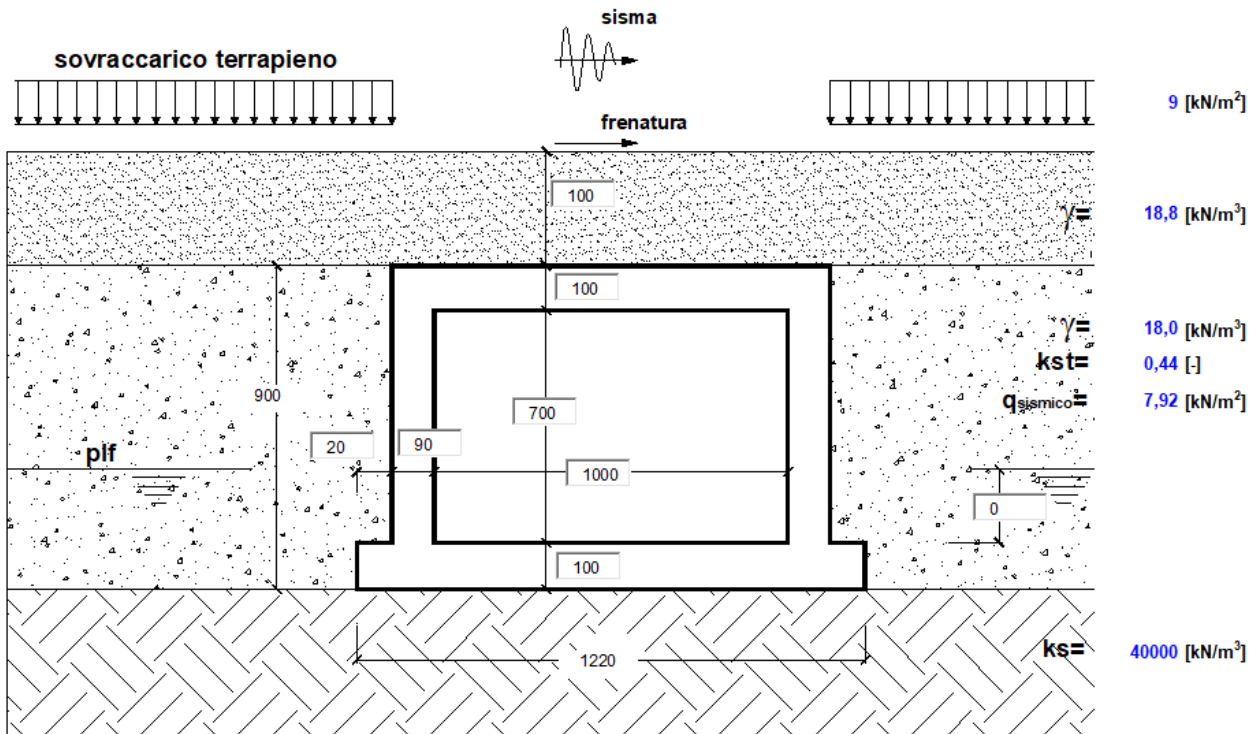 sisma
sovraccarico terrapieno
9 [kN/m²]
frenatura
100
γ= 18,8 [kN/m³]
100
γ= 18,0 [kN/m³]
kst= 0,44 [-]
900
q sismico= 7,92 [kN/m²]
700
20
90
plf
1000
0
100
ks= 40000 [kN/m³]
1220